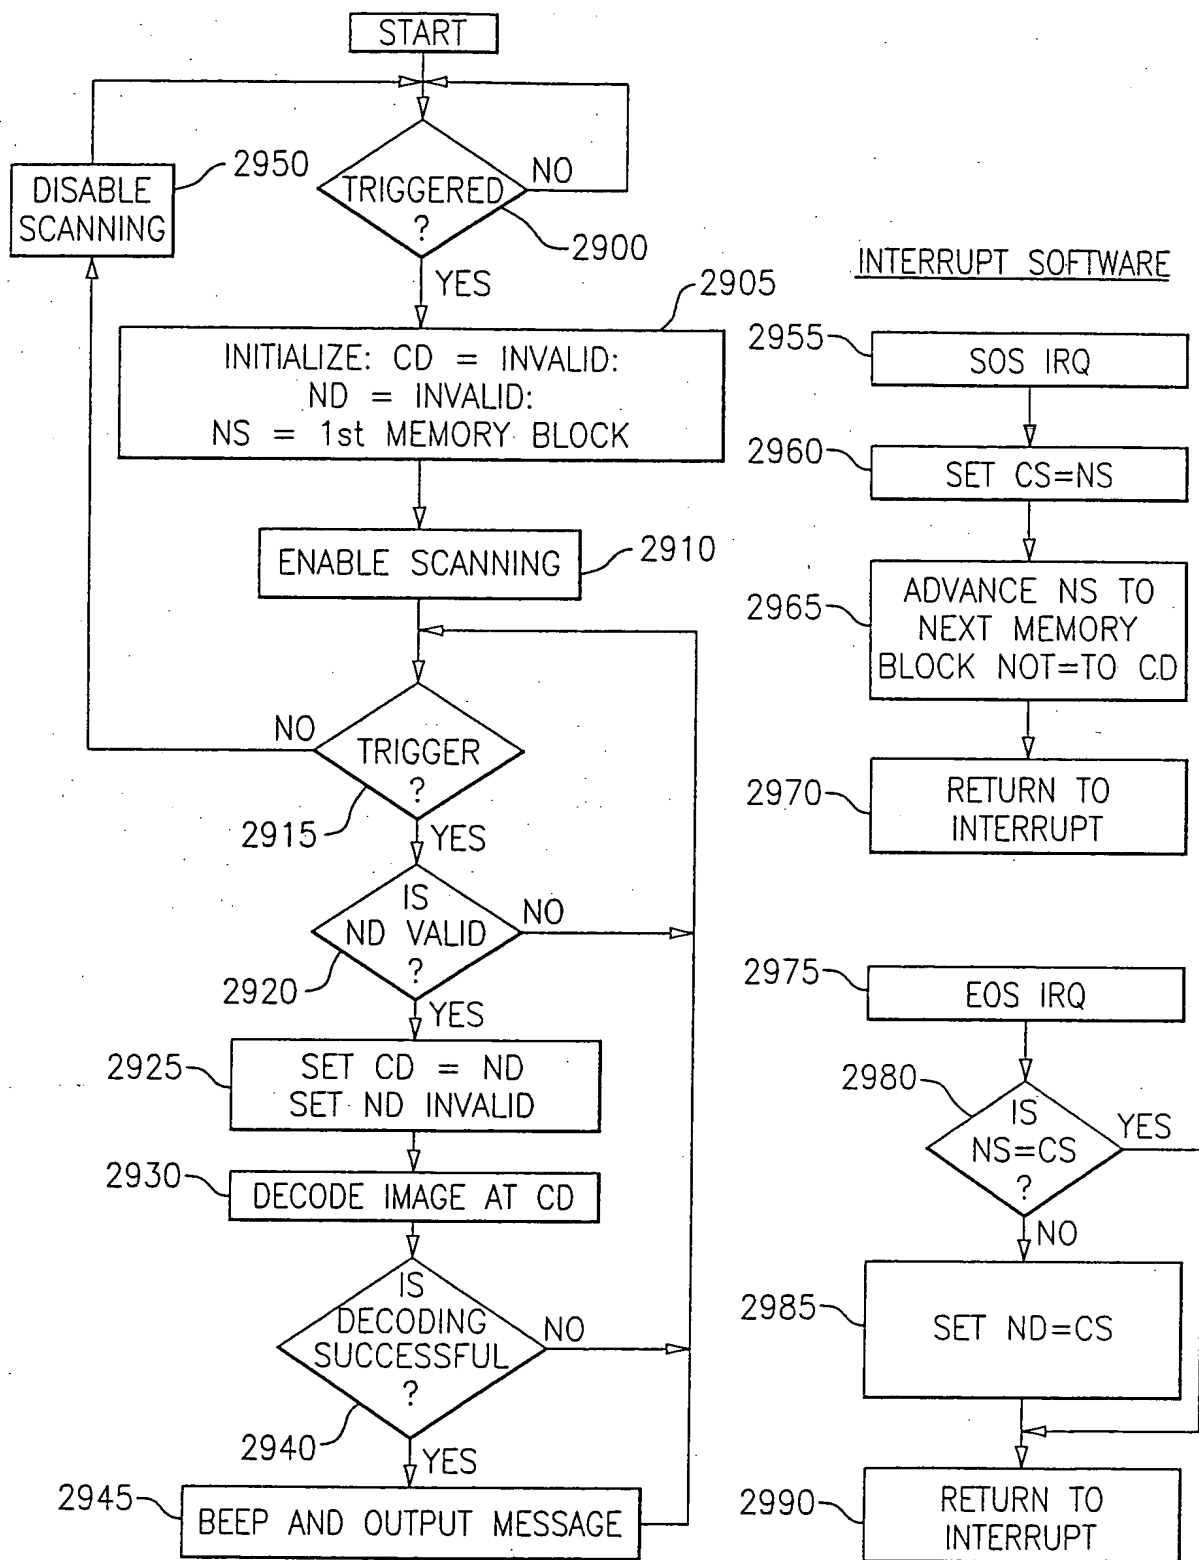 START
2950
DISABLE
SCANNING
TRIGGERED
?
NO
2900
YES
2905
INITIALIZE: CD = INVALID:
ND = INVALID:
NS = 1st MEMORY BLOCK
ENABLE SCANNING
2910
NO
TRIGGER
?
2915
YES
IS
ND VALID
?
NO
2920
YES
2925
SET CD = ND
SET ND INVALID
2930
DECODE IMAGE AT CD
IS
DECODING
SUCCESSFUL
?
NO
2940
YES
2945
BEEP AND OUTPUT MESSAGE
INTERRUPT SOFTWARE
2955
SOS IRQ
2960
SET CS=NS
2965
ADVANCE NS TO
NEXT MEMORY
BLOCK NOT=TO CD
2970
RETURN TO
INTERRUPT
2975
EOS IRQ
2980
IS
NS=CS
?
YES
NO
2985
SET ND=CS
2990
RETURN TO
INTERRUPT